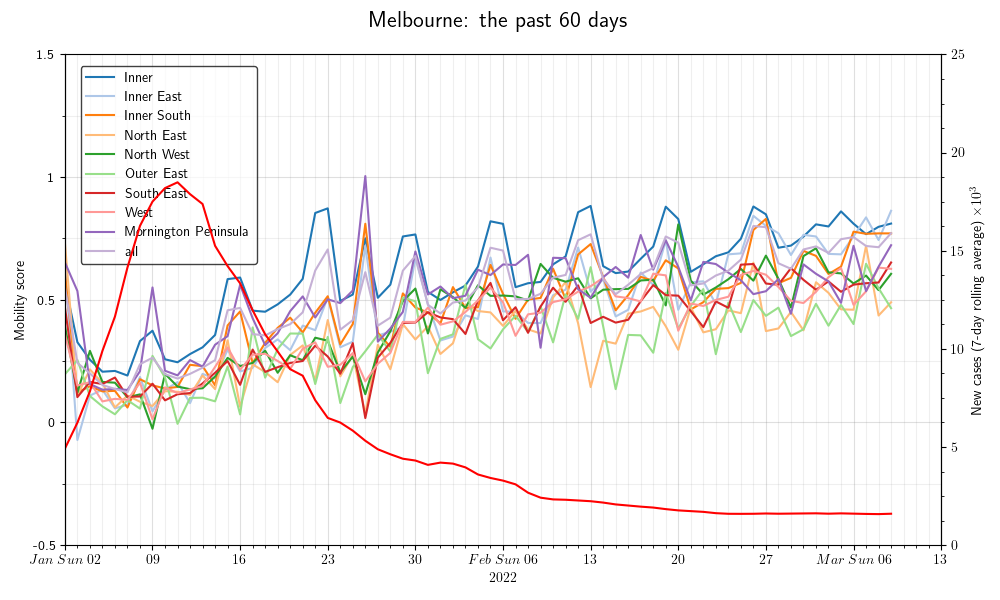 Melbourne: the past 60 days
Mobility score
1.5
1
0.5
0
-0.5
Inner
Inner East
Inner South
North East
North West
Outer East
South East
West
Mornington Peninsula
all
25
20
15
10
5
0
New cases (7-day rolling average) ×10³
Jan Sun 02
09
16
23
30
Feb Sun 06
13
20
27
Mar Sun 06
13
2022